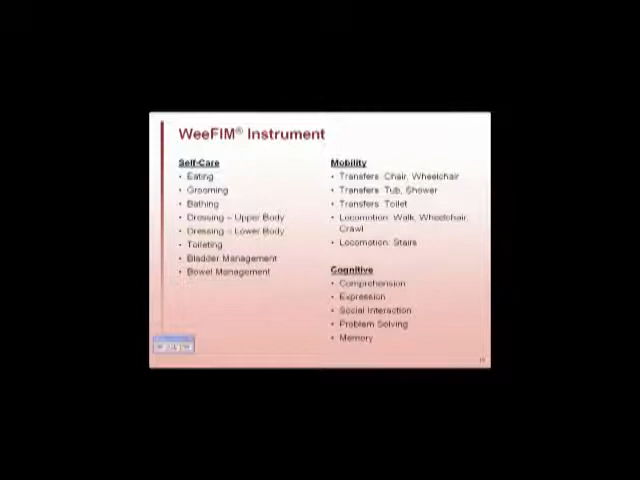 WeeFIM® Instrument
Self-Care
• Eating
• Grooming
• Bathing
• Dressing – Upper Body
• Dressing – Lower Body
• Toileting
• Bladder Management
• Bowel Management
Mobility
• Transfers: Chair, Wheelchair
• Transfers: Tub, Shower
• Transfers: Toilet
• Locomotion: Walk, Wheelchair,
Crawl
• Locomotion: Stairs
Cognitive
• Comprehension
• Expression
• Social Interaction
• Problem Solving
• Memory